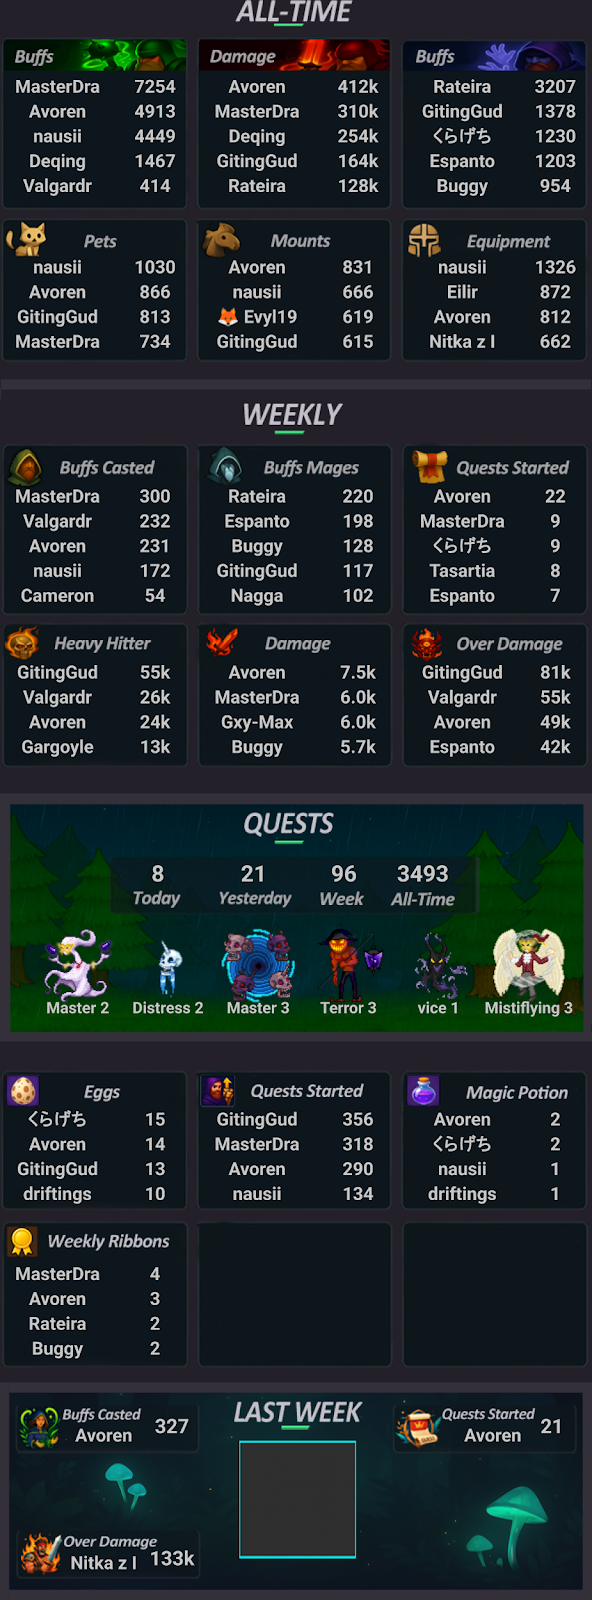 ALL-TIME
Buffs
MasterDra 7254
Avoren 4913
nausii 4449
Deqing 1467
Valgardr 414
Damage
Avoren 412k
MasterDra 310k
Deqing 254k
GitingGud 164k
Rateira 128k
Buffs
Rateira 3207
GitingGud 1378
くらげち 1230
Espanto 1203
Buggy 954
Pets
nausii 1030
Avoren 866
GitingGud 813
MasterDra 734
Mounts
Avoren 831
nausii 666
🦊 Evyl19 619
GitingGud 615
Equipment
nausii 1326
Eilir 872
Avoren 812
Nitka z I 662
WEEKLY
Buffs Casted
MasterDra 300
Valgardr 232
Avoren 231
nausii 172
Cameron 54
Buffs Mages
Rateira 220
Espanto 198
Buggy 128
GitingGud 117
Nagga 102
Quests Started
Avoren 22
MasterDra 9
くらげち 9
Tasartia 8
Espanto 7
Heavy Hitter
GitingGud 55k
Valgardr 26k
Avoren 24k
Gargoyle 13k
Damage
Avoren 7.5k
MasterDra 6.0k
Gxy-Max 6.0k
Buggy 5.7k
Over Damage
GitingGud 81k
Valgardr 55k
Avoren 49k
Espanto 42k
QUESTS
8 21 96 3493
Today Yesterday Week All-Time
Master 2 Distress 2 Master 3 Terror 3 vice 1 Mistiflying 3
Eggs
くらげち 15
Avoren 14
GitingGud 13
driftings 10
Quests Started
GitingGud 356
MasterDra 318
Avoren 290
nausii 134
Magic Potion
Avoren 2
くらげち 2
nausii 1
driftings 1
Weekly Ribbons
MasterDra 4
Avoren 3
Rateira 2
Buggy 2
LAST WEEK
Buffs Casted
Avoren 327
Quests Started
Avoren 21
Over Damage
Nitka z I 133k